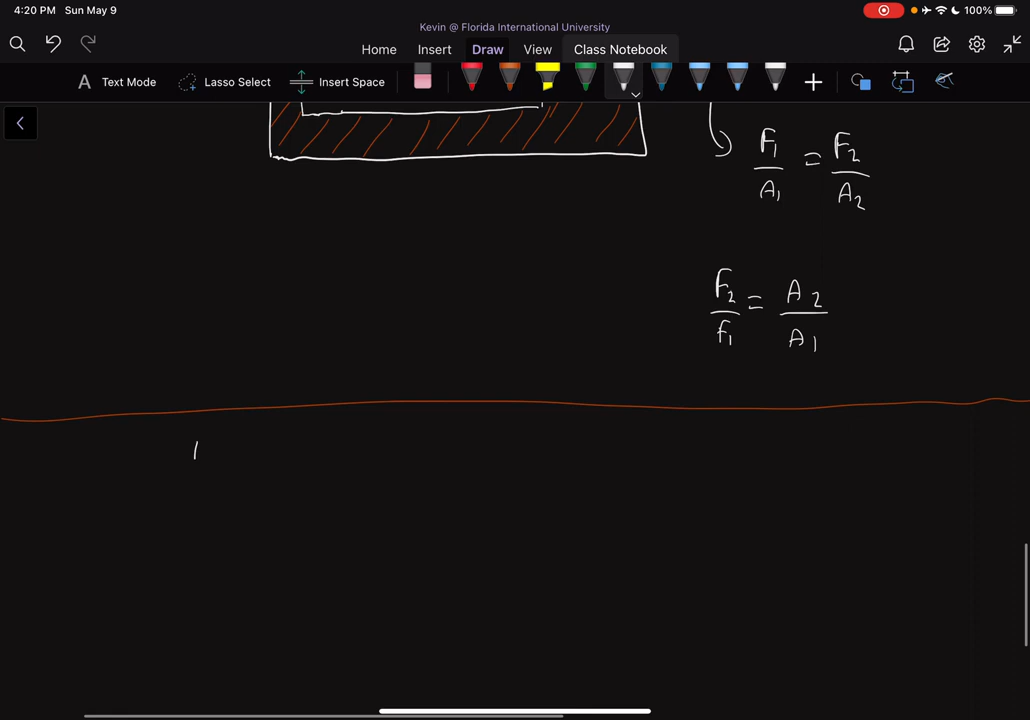 4:20 PM Sun May 9 100%
Kevin @ Florida International University
Home Insert Draw View Class Notebook
A Text Mode Lasso Select Insert Space
F1/A1 = F2/A2
F2/F1 = A2/A1